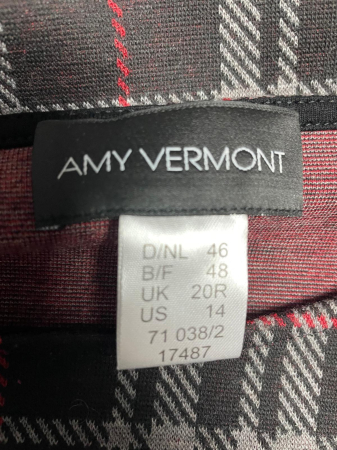 AMY VERMONT
D/NL 46
B/F 48
UK 20R
US 14
71 038/2
17487